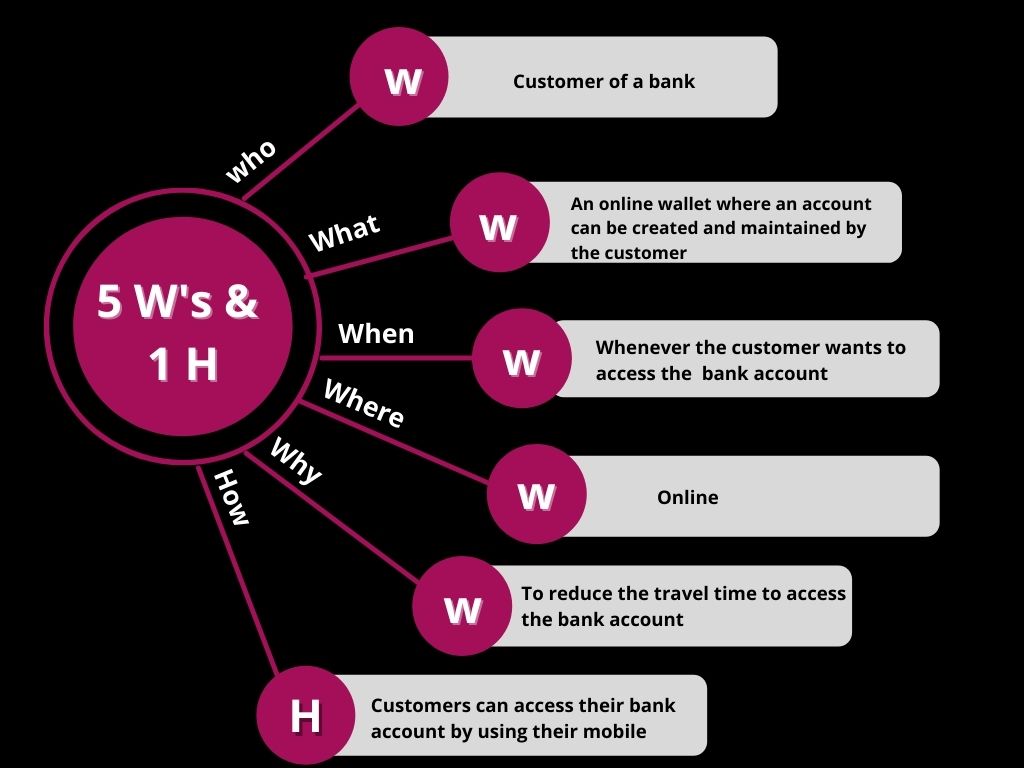 5 W's &
1 H
who
w
Customer of a bank
What
w
An online wallet where an account
can be created and maintained by
the customer
When
w
Whenever the customer wants to
access the  bank account
Where
w
Online
Why
w
To reduce the travel time to access
the bank account
How
H
Customers can access their bank
account by using their mobile